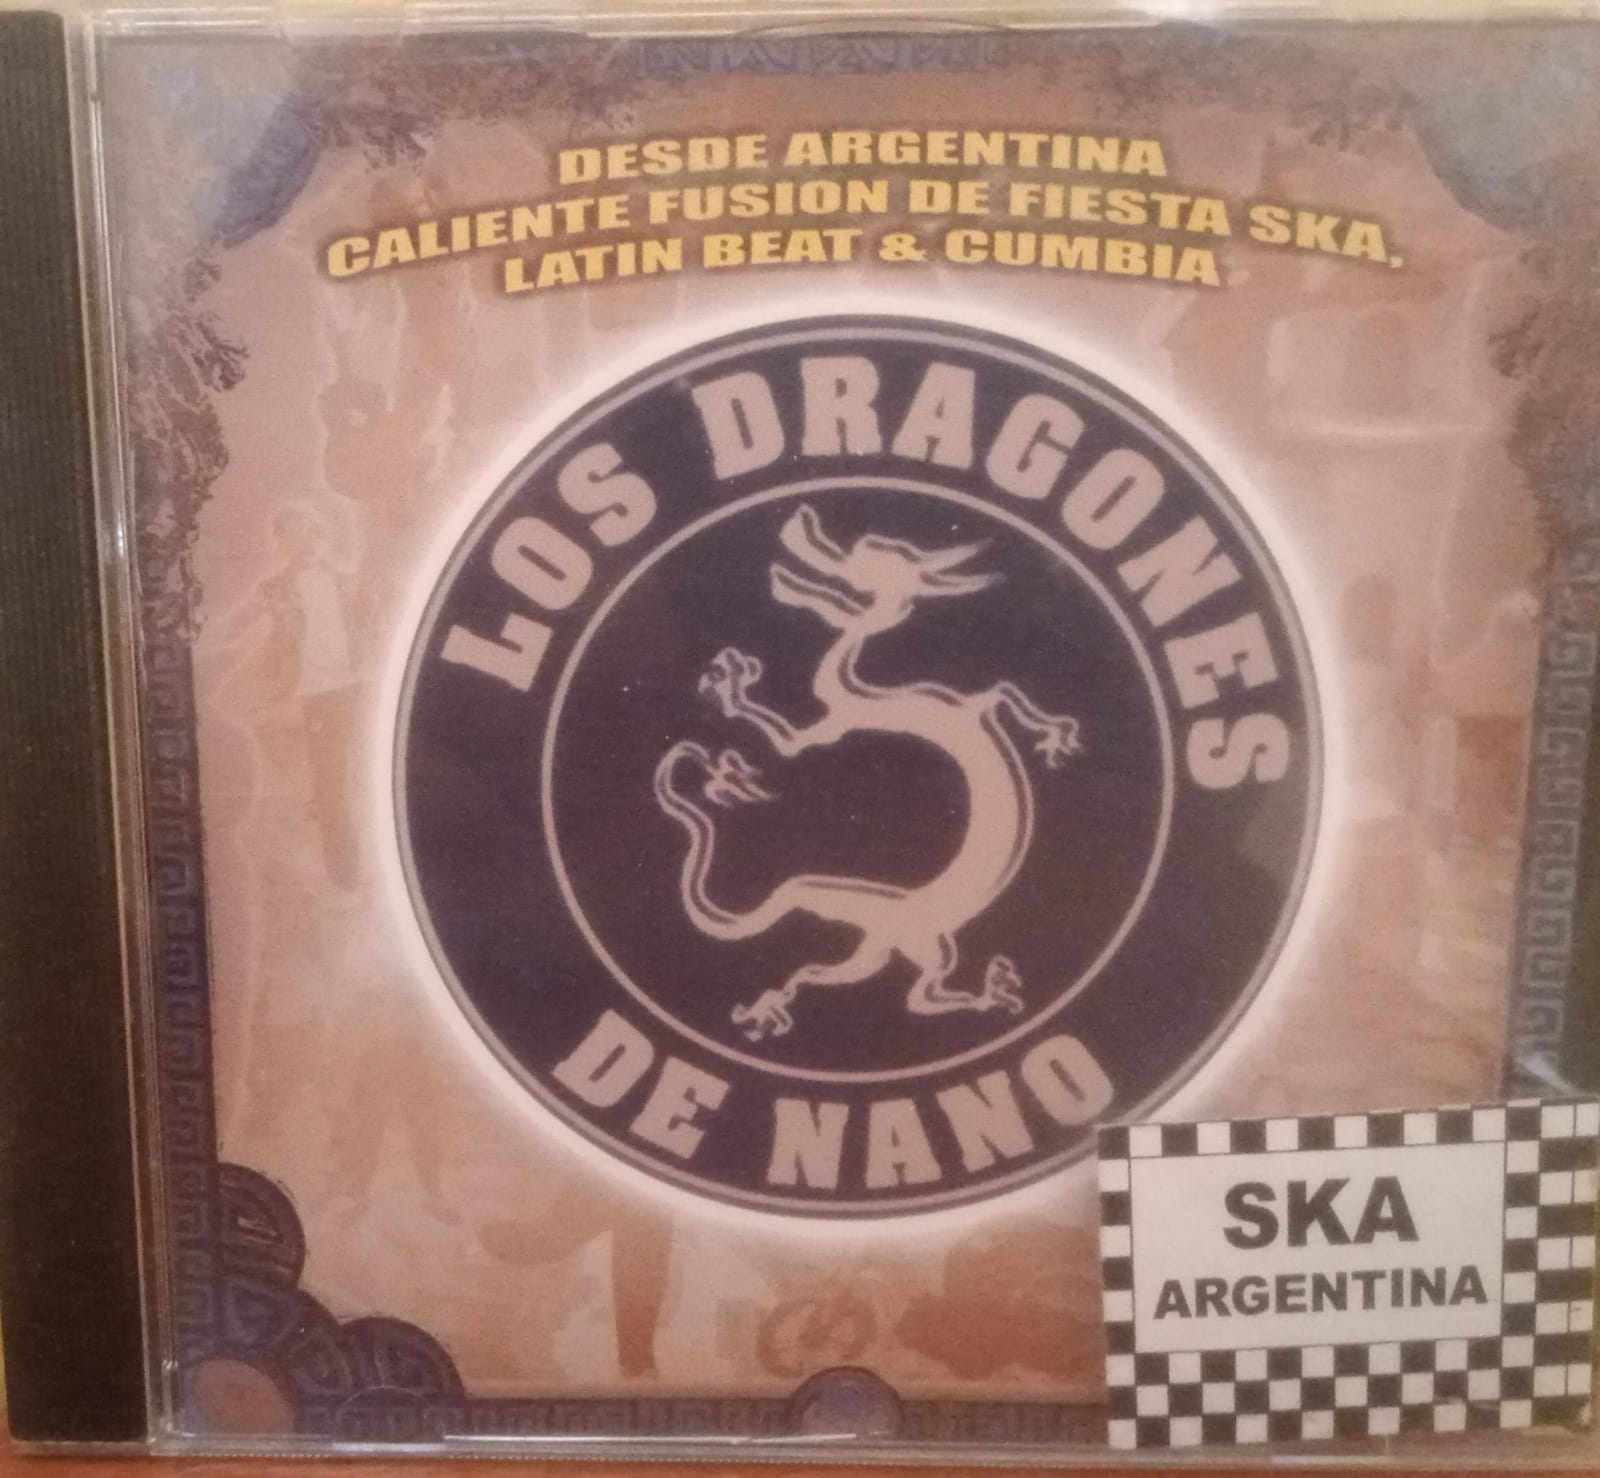 DESDE ARGENTINA
CALIENTE FUSION DE FIESTA SKA,
LATIN BEAT & CUMBIA
LOS DRAGONES
DE NANO
SKA
ARGENTINA